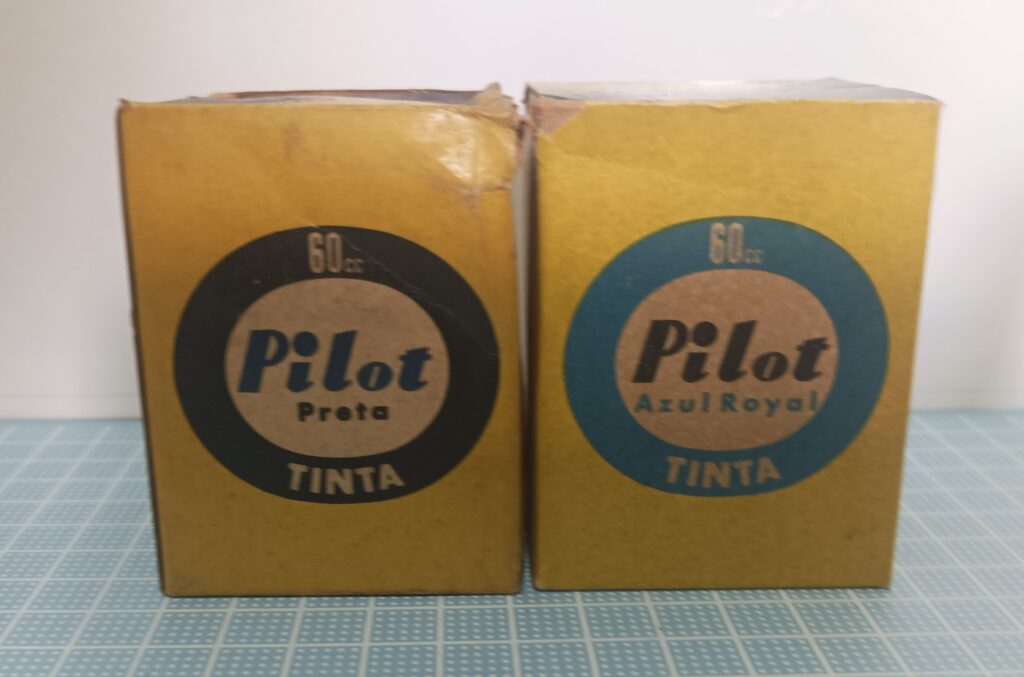 60cc
Pilot
Preta
TINTA
60cc
Pilot
Azul Royal
TINTA